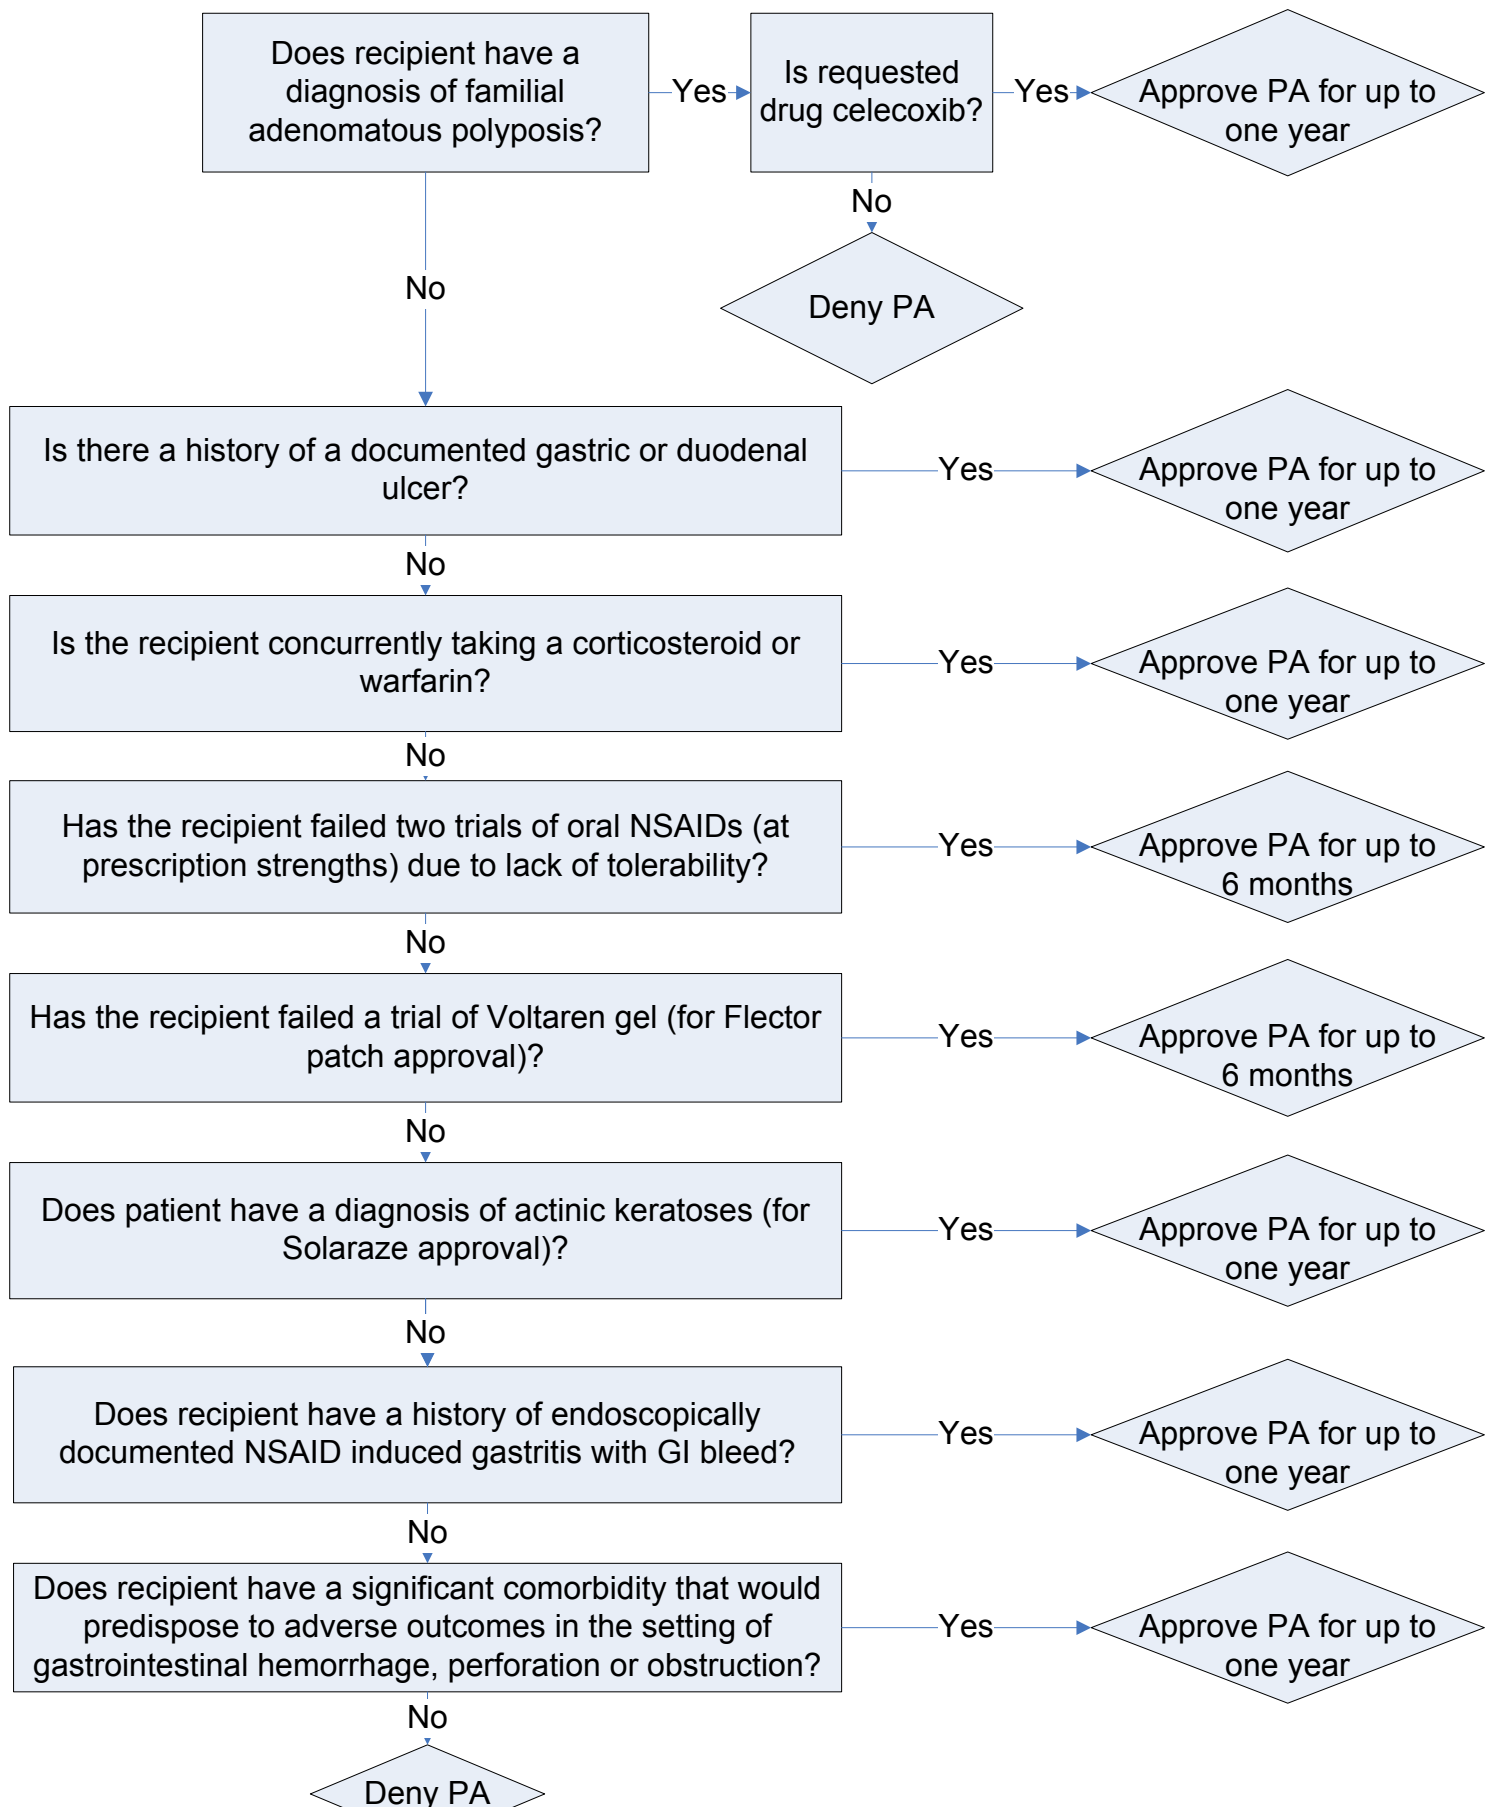 Does recipient have a
diagnosis of familial
adenomatous polyposis?
Yes
Is requested
drug celecoxib?
Yes
Approve PA for up to
one year
No
Deny PA
No
Is there a history of a documented gastric or duodenal
ulcer?
Yes
Approve PA for up to
one year
No
Is the recipient concurrently taking a corticosteroid or
warfarin?
Yes
Approve PA for up to
one year
No
Has the recipient failed two trials of oral NSAIDs (at
prescription strengths) due to lack of tolerability?
Yes
Approve PA for up to
6 months
No
Has the recipient failed a trial of Voltaren gel (for Flector
patch approval)?
Yes
Approve PA for up to
6 months
No
Does patient have a diagnosis of actinic keratoses (for
Solaraze approval)?
Yes
Approve PA for up to
one year
No
Does recipient have a history of endoscopically
documented NSAID induced gastritis with GI bleed?
Yes
Approve PA for up to
one year
No
Does recipient have a significant comorbidity that would
predispose to adverse outcomes in the setting of
gastrointestinal hemorrhage, perforation or obstruction?
Yes
Approve PA for up to
one year
No
Deny PA